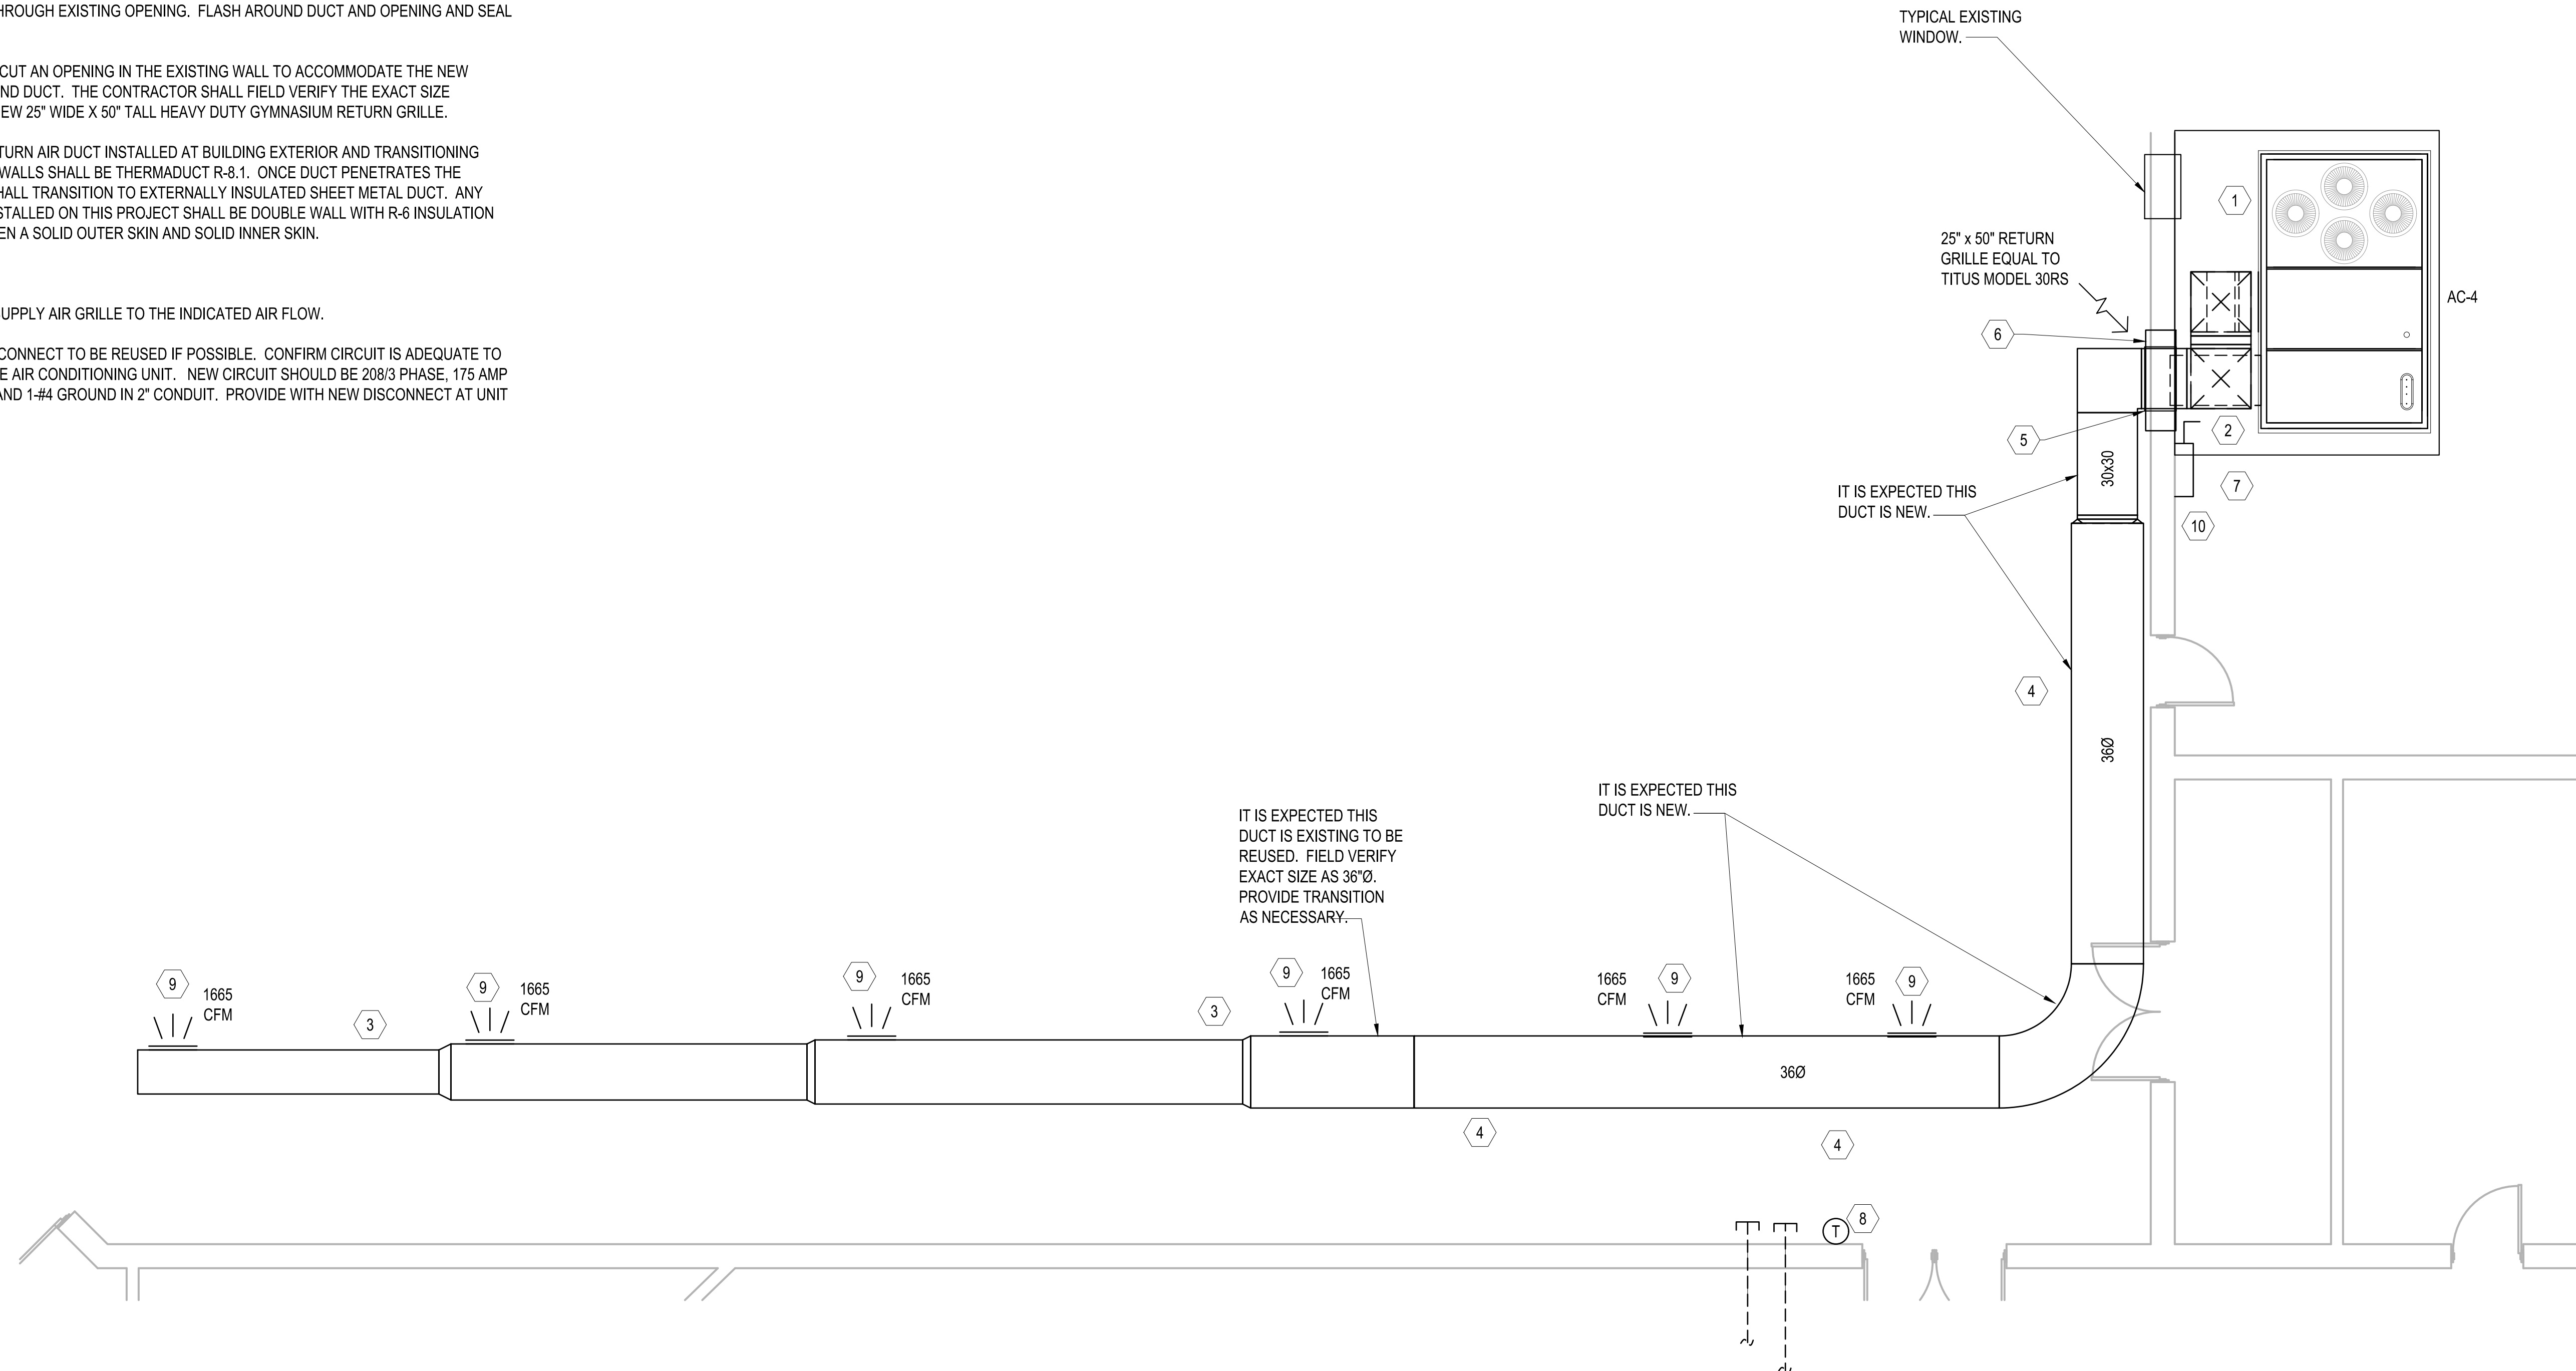 HROUGH EXISTING OPENING. FLASH AROUND DUCT AND OPENING AND SEAL
CUT AN OPENING IN THE EXISTING WALL TO ACCOMMODATE THE NEW
ND DUCT. THE CONTRACTOR SHALL FIELD VERIFY THE EXACT SIZE
EW 25" WIDE X 50" TALL HEAVY DUTY GYMNASIUM RETURN GRILLE.
TURN AIR DUCT INSTALLED AT BUILDING EXTERIOR AND TRANSITIONING
WALLS SHALL BE THERMADUCT R-8.1. ONCE DUCT PENETRATES THE
HALL TRANSITION TO EXTERNALLY INSULATED SHEET METAL DUCT. ANY
STALLED ON THIS PROJECT SHALL BE DOUBLE WALL WITH R-6 INSULATION
EN A SOLID OUTER SKIN AND SOLID INNER SKIN.
UPPLY AIR GRILLE TO THE INDICATED AIR FLOW.
CONNECT TO BE REUSED IF POSSIBLE. CONFIRM CIRCUIT IS ADEQUATE TO
E AIR CONDITIONING UNIT. NEW CIRCUIT SHOULD BE 208/3 PHASE, 175 AMP
AND 1-#4 GROUND IN 2" CONDUIT. PROVIDE WITH NEW DISCONNECT AT UNIT
TYPICAL EXISTING
WINDOW.
1
25" x 50" RETURN
GRILLE EQUAL TO
TITUS MODEL 30RS
AC-4
6
5
2
30x30
IT IS EXPECTED THIS
DUCT IS NEW.
7
10
4
36Ø
IT IS EXPECTED THIS
DUCT IS NEW.
IT IS EXPECTED THIS
DUCT IS EXISTING TO BE
REUSED. FIELD VERIFY
EXACT SIZE AS 36"Ø.
PROVIDE TRANSITION
AS NECESSARY.
9
1665
CFM
3
9
1665
CFM
9
1665
CFM
3
9
1665
CFM
1665
CFM
9
1665
CFM
9
36Ø
4
4
T
8